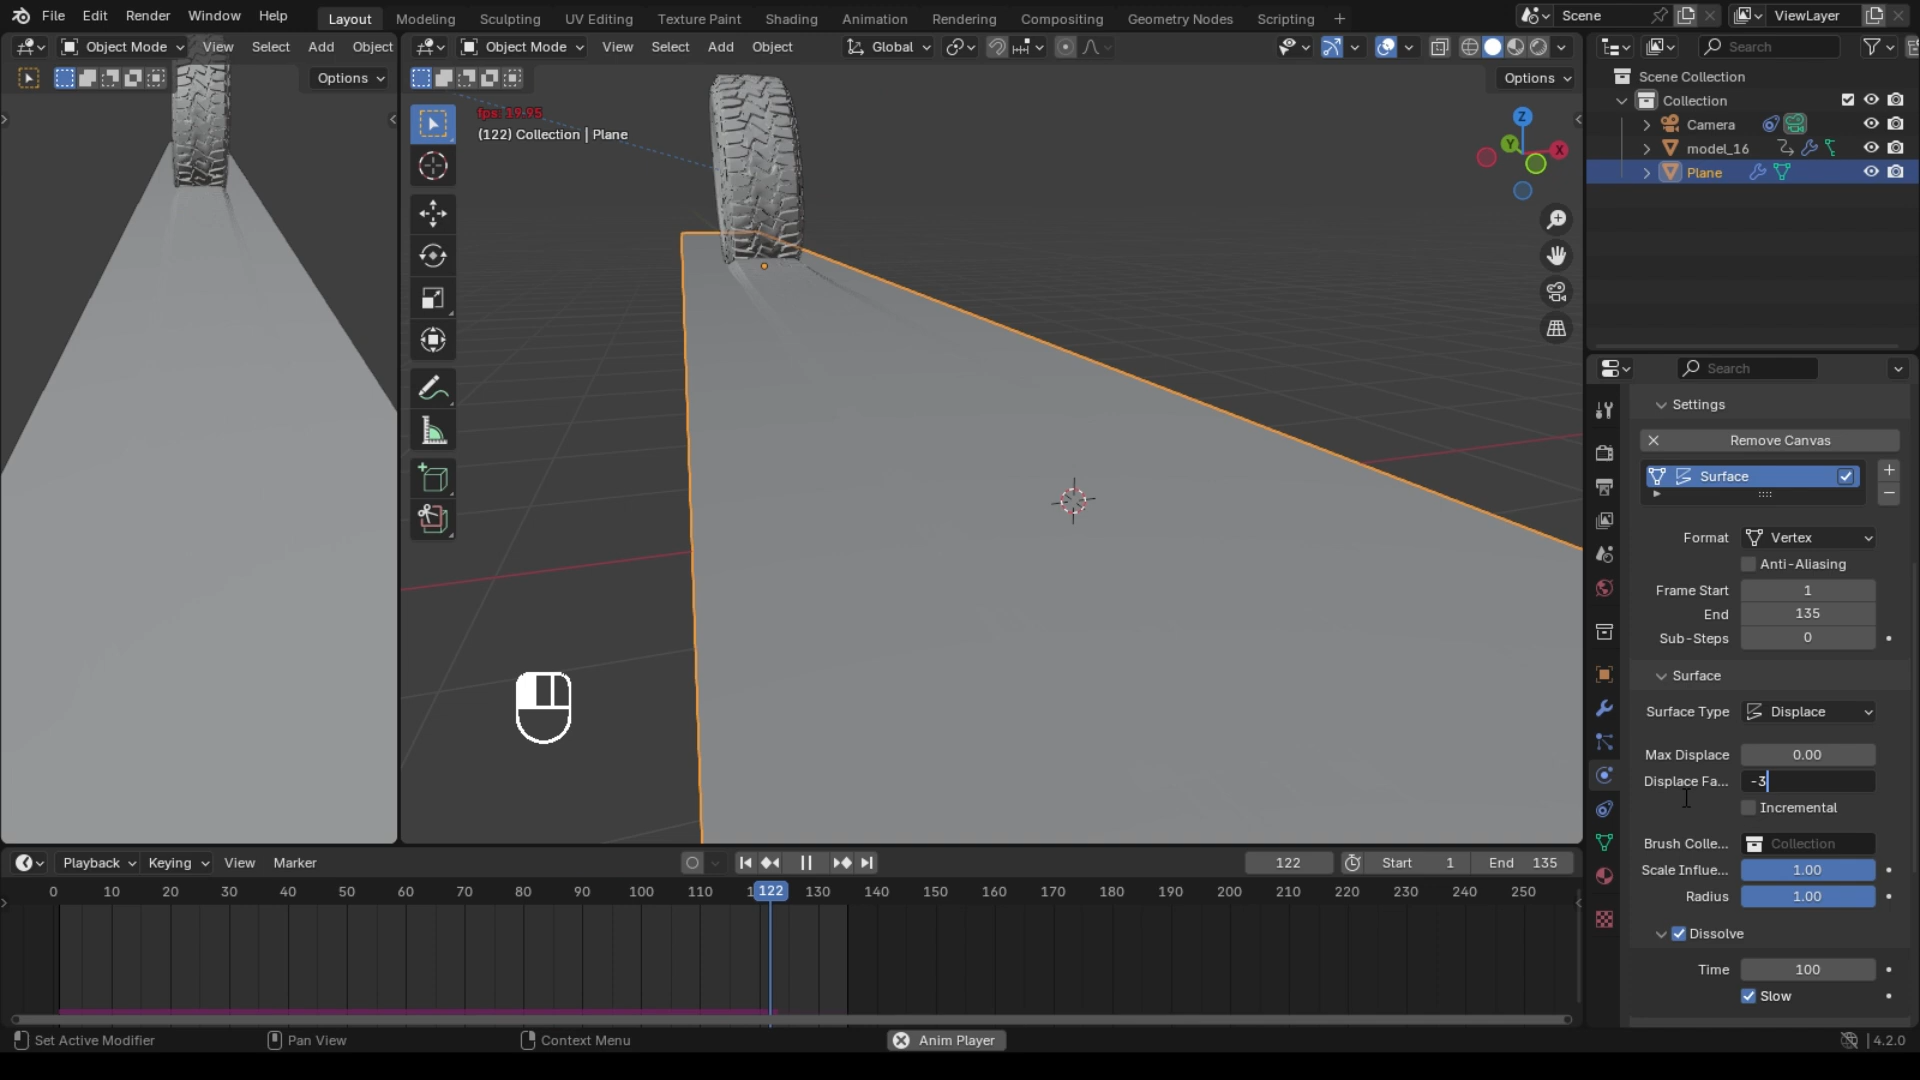 File Edit Render Window Help Layout Modeling Sculpting UV Editing Texture Paint Shading Animation Rendering Compositing Geometry Nodes Scripting Scene ViewLayer
Object Mode View Select Add Object Object Mode View Select Add Object Global Search
Options Options
fps: 19.95
(122) Collection | Plane
Z
Y
X
Scene Collection
Collection
Camera
model_16
Plane
Search
Settings
Remove Canvas
Surface
Format Vertex
Anti-Aliasing
Frame Start 1
End 135
Sub-Steps 0
Surface
Surface Type Displace
Max Displace 0.00
Displace Fa... -3
Incremental
Brush Colle... Collection
Scale Influe... 1.00
Radius 1.00
Dissolve
Time 100
Slow
Playback Keying View Marker 122 Start 1 End 135
0 10 20 30 40 50 60 70 80 90 100 110 122 130 140 150 160 170 180 190 200 210 220 230 240 250
Set Active Modifier Pan View Context Menu Anim Player 4.2.0